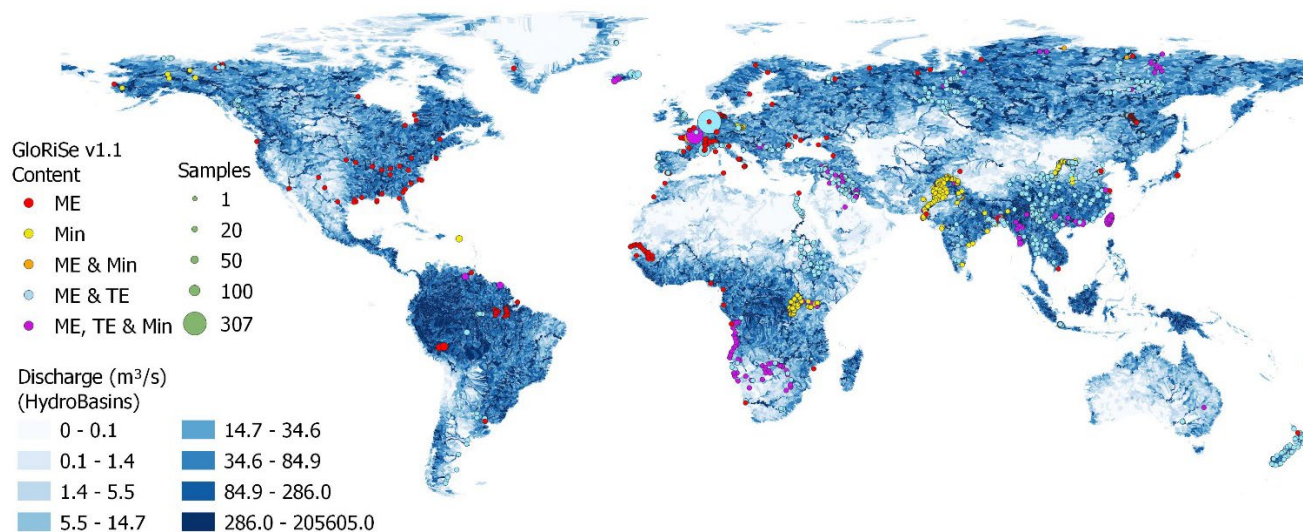 GloRiSe v1.1
Content
ME
Min
ME & Min
ME & TE
ME, TE & Min
Samples
1
20
50
100
307
Discharge (m³/s)
(HydroBasins)
0 - 0.1
0.1 - 1.4
1.4 - 5.5
5.5 - 14.7
14.7 - 34.6
34.6 - 84.9
84.9 - 286.0
286.0 - 205605.0